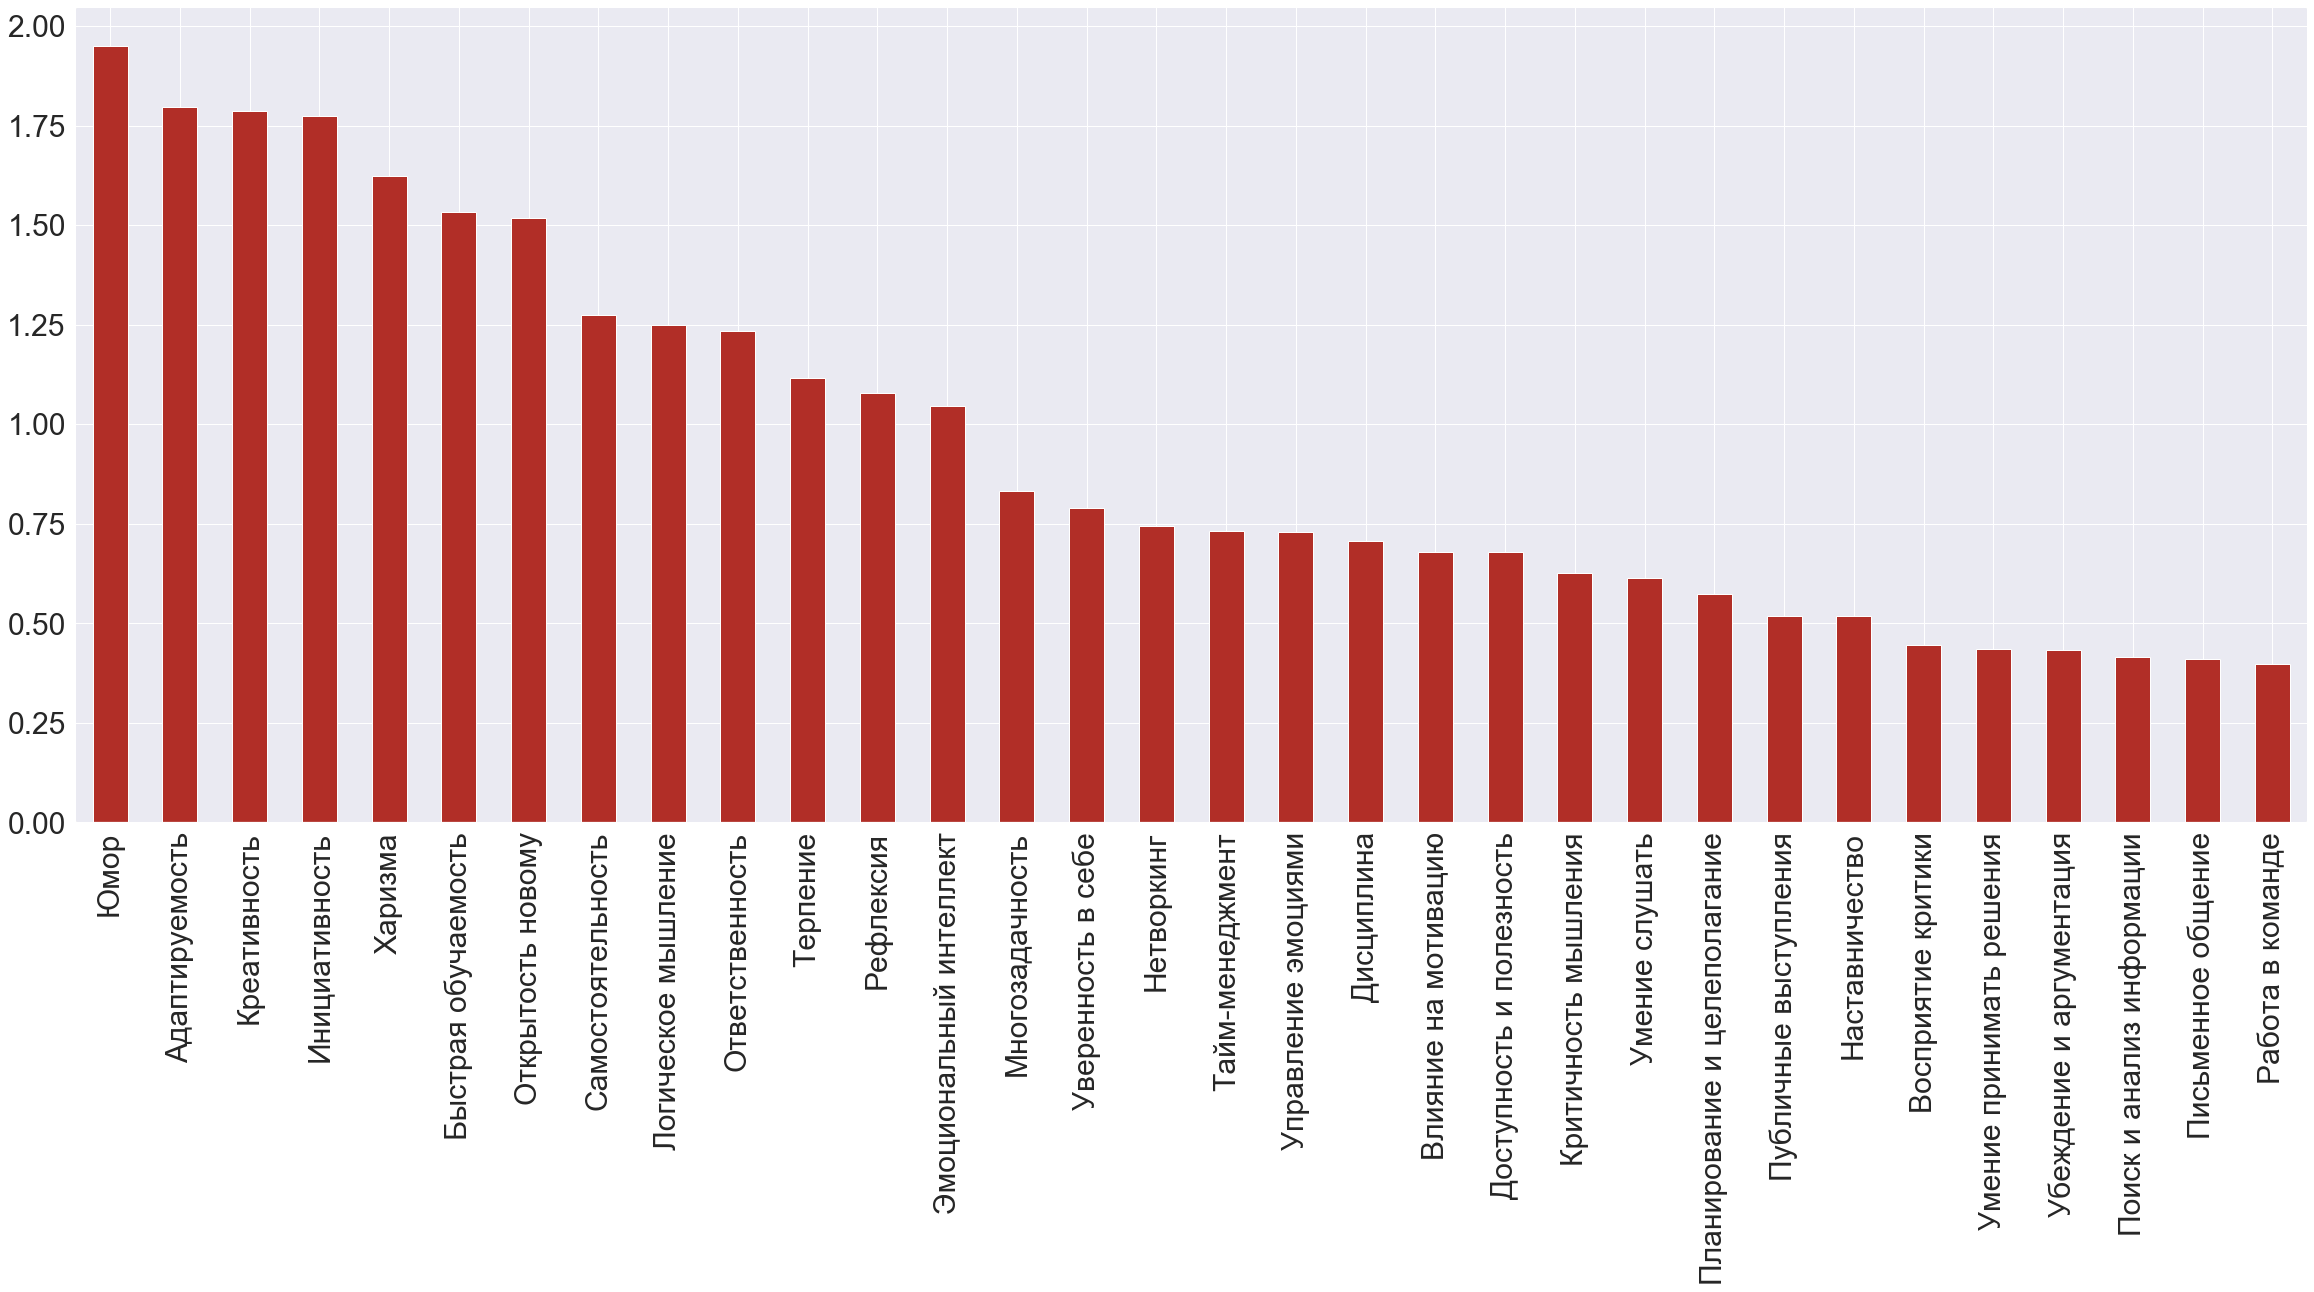 2.00
1.75
1.50
1.25
1.00
0.75
0.50
0.25
0.00
Юмор
Адаптируемость
Креативность
Инициативность
Харизма
Быстрая обучаемость
Открытость новому
Самостоятельность
Логическое мышление
Ответственность
Терпение
Рефлексия
Эмоциональный интеллект
Многозадачность
Уверенность в себе
Нетворкинг
Тайм-менеджмент
Управление эмоциями
Дисциплина
Влияние на мотивацию
Доступность и полезность
Критичность мышления
Умение слушать
Планирование и целеполагание
Публичные выступления
Наставничество
Восприятие критики
Умение принимать решения
Убеждение и аргументация
Поиск и анализ информации
Письменное общение
Работа в команде